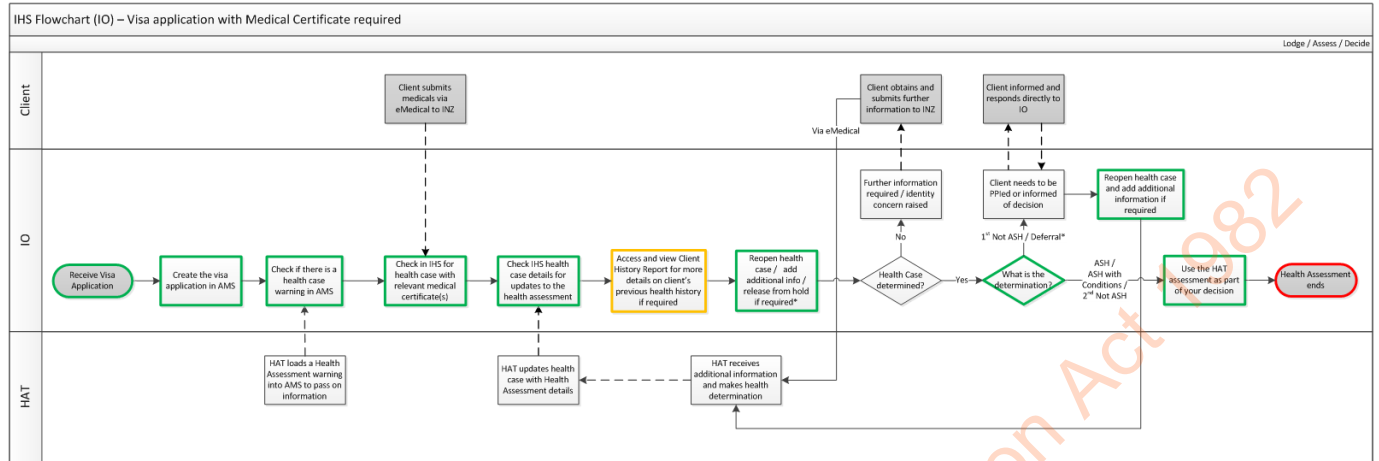 IHS Flowchart (IO) – Visa application with Medical Certificate required
Lodge / Assess / Decide
Client
Client submits
medicals via
eMedical to INZ
Client obtains and
submits further
information to INZ
Client informed and
responds directly to
IO
Via eMedical
IO
Further information
required / identity
concern raised
Client needs to be
PPIed or informed
of decision
Reopen health case
and add additional
information if
required
No
1st Not ASH / Deferral*
Receive Visa
Application
Create the visa
application in AMS
Check if there is a
health case
warning in AMS
Check in IHS for
health case with
relevant medical
certificate(s)
Check IHS health
case details for
updates to the
health assessment
Access and view Client
History Report for more
details on client's
previous health history
if required
Reopen health
case / add
additional info /
release from hold
if required*
Health Case
determined?
Yes
What is the
determination?
ASH /
ASH with
Conditions /
2nd Not ASH
Use the HAT
assessment as part
of your decision
Health Assessment
ends
HAT
HAT loads a Health
Assessment warning
into AMS to pass on
information
HAT updates health
case with Health
Assessment details
HAT receives
additional information
and makes health
determination
on Act 1982